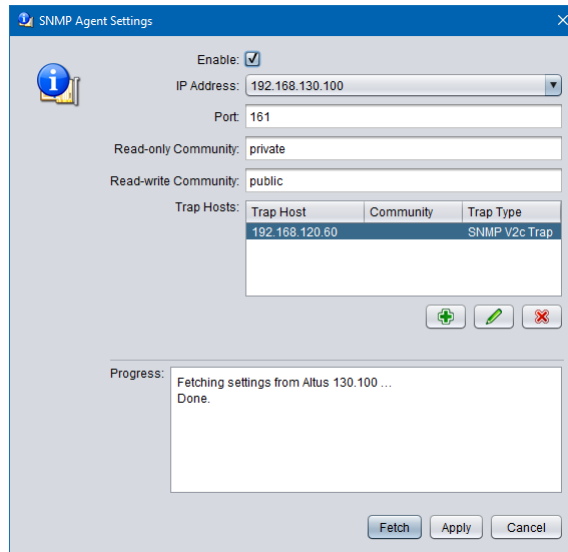 SNMP Agent Settings
Enable:
IP Address: 192.168.130.100
Port: 161
Read-only Community: private
Read-write Community: public
Trap Hosts: Trap Host Community Trap Type
192.168.120.60 SNMP V2c Trap
Progress: Fetching settings from Altus 130.100 ...
Done.
Fetch Apply Cancel